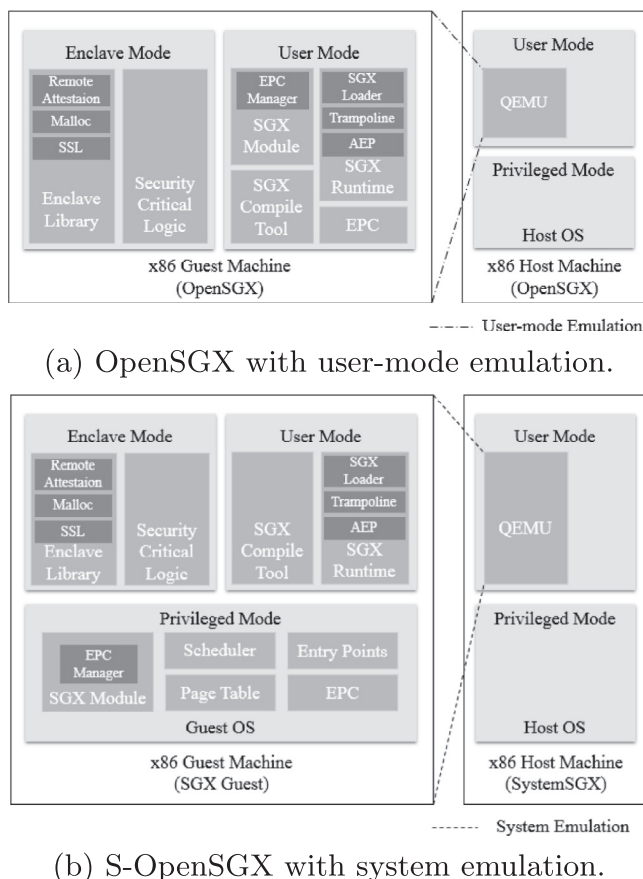 Enclave Mode
User Mode
User Mode
Remote
Attestaion
Malloc
SSL
Enclave
Library
Security
Critical
Logic
EPC
Manager
SGX
Module
SGX
Compile
Tool
SGX
Loader
Trampoline
AEP
SGX
Runtime
EPC
QEMU
Privileged Mode
Host OS
x86 Guest Machine
(OpenSGX)
x86 Host Machine
(OpenSGX)
User-mode Emulation
(a) OpenSGX with user-mode emulation.
Enclave Mode
User Mode
User Mode
Remote
Attestaion
Malloc
SSL
Enclave
Library
Security
Critical
Logic
SGX
Compile
Tool
SGX
Loader
Trampoline
AEP
SGX
Runtime
QEMU
Privileged Mode
EPC
Manager
SGX Module
Scheduler
Entry Points
Page Table
EPC
Guest OS
Privileged Mode
Host OS
x86 Guest Machine
(SGX Guest)
x86 Host Machine
(SystemSGX)
System Emulation
(b) S-OpenSGX with system emulation.